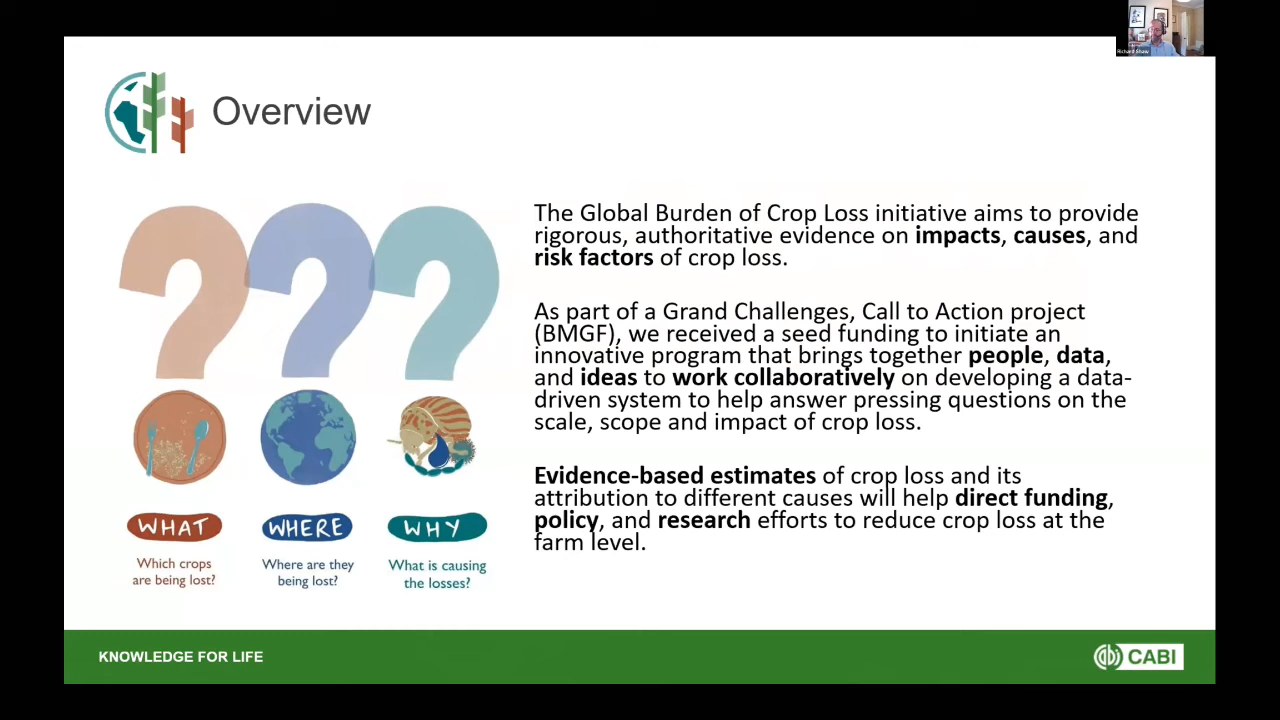 Richard Shaw
Overview
The Global Burden of Crop Loss initiative aims to provide
rigorous, authoritative evidence on impacts, causes, and
risk factors of crop loss.
As part of a Grand Challenges, Call to Action project
(BMGF), we received a seed funding to initiate an
innovative program that brings together people, data,
and ideas to work collaboratively on developing a data-
driven system to help answer pressing questions on the
scale, scope and impact of crop loss.
Evidence-based estimates of crop loss and its
attribution to different causes will help direct funding,
policy, and research efforts to reduce crop loss at the
farm level.
WHAT
Which crops
are being lost?
WHERE
Where are they
being lost?
WHY
What is causing
the losses?
KNOWLEDGE FOR LIFE
CABI